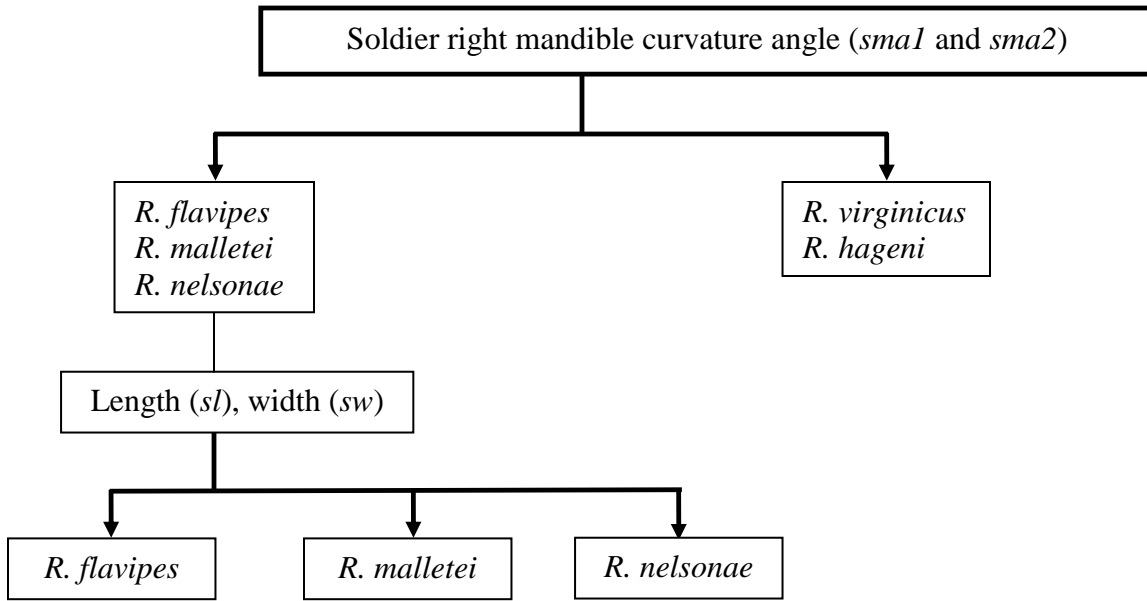 Soldier right mandible curvature angle (sma1 and sma2)
R. flavipes
R. malletei
R. nelsonae
R. virginicus
R. hageni
Length (sl), width (sw)
R. flavipes
R. malletei
R. nelsonae